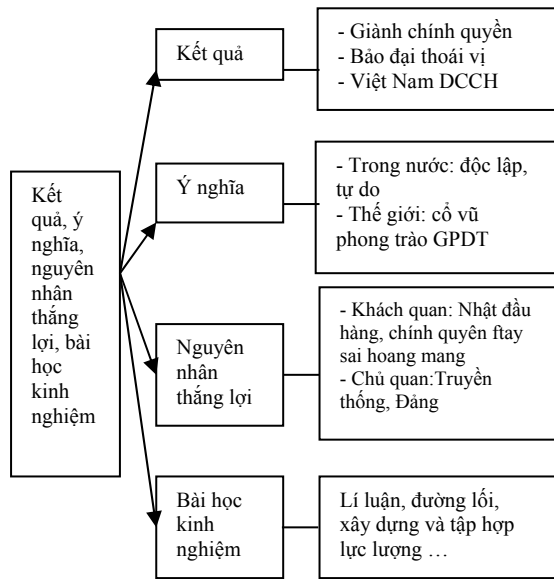 Kết
quả, ý
nghĩa,
nguyên
nhân
thắng
lợi, bài
học
kinh
nghiệm
Kết quả
- Giành chính quyền
- Bảo đại thoái vị
- Việt Nam DCCH
Ý nghĩa
- Trong nước: độc lập,
tự do
- Thế giới: cổ vũ
phong trào GPDT
Nguyên
nhân
thắng lợi
- Khách quan: Nhật đầu
hàng, chính quyên ftay
sai hoang mang
- Chủ quan:Truyền
thống, Đảng
Bài học
kinh
nghiệm
Lí luận, đường lối,
xây dựng và tập hợp
lực lượng …